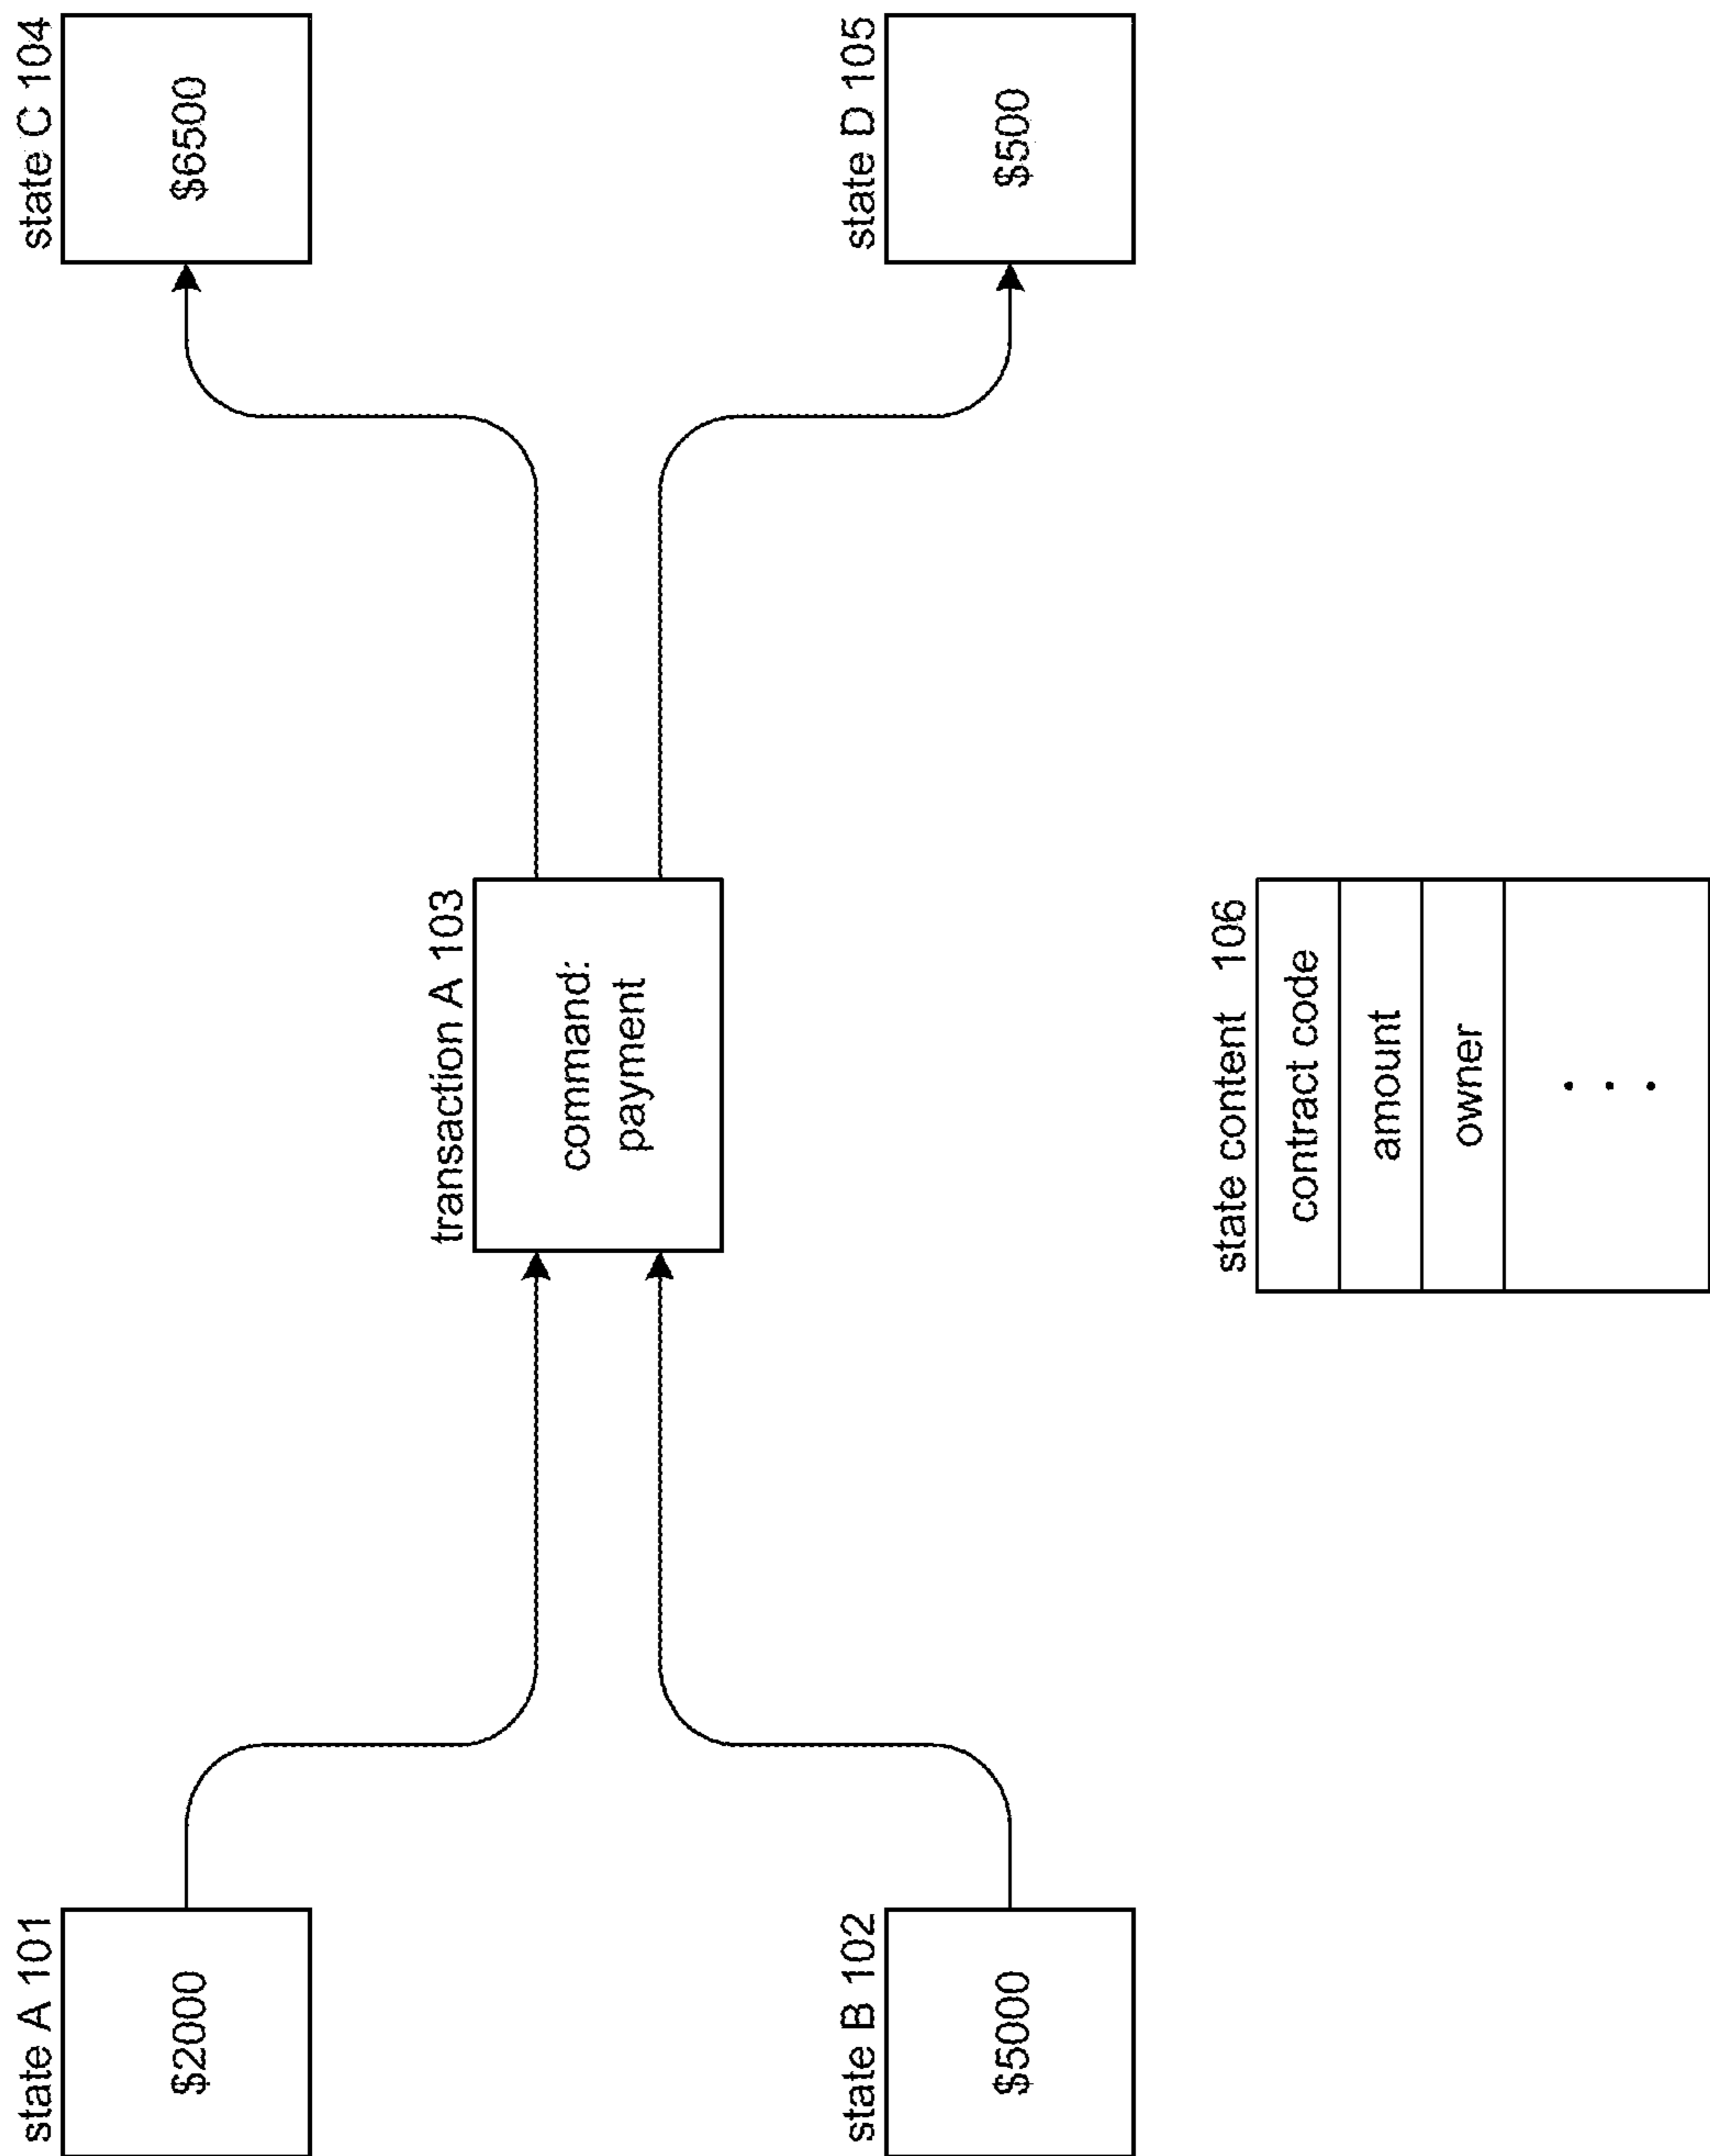 state A 101
$2000
state B 102
$5000
transaction A 103
command:
payment
state C 104
$6500
state D 105
$500
state content 106
contract code
amount
owner
. . .